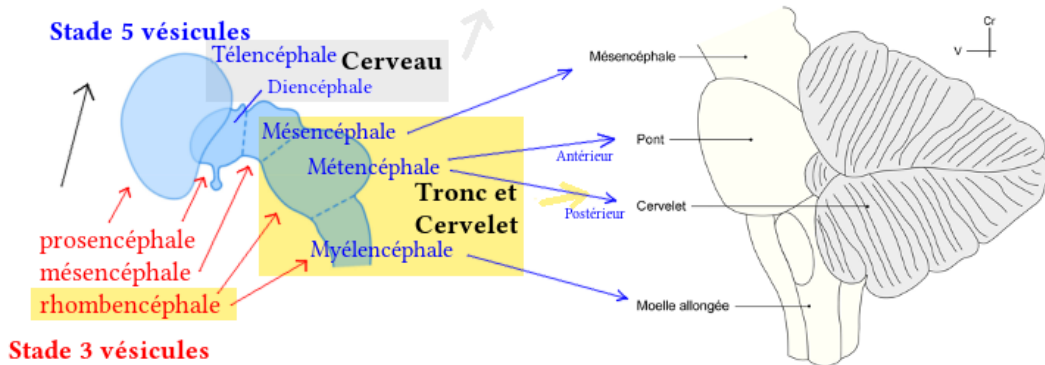 Stade 5 vésicules
Télencéphale
Cerveau
Diencéphale
Mésencéphale
Métencéphale
Tronc et
Cervelet
Myélencéphale
prosencéphale
mésencéphale
rhombencéphale
Stade 3 vésicules
Antérieur
Postérieur
Mésencéphale
Pont
Cervelet
Moelle allongée
Cr
V